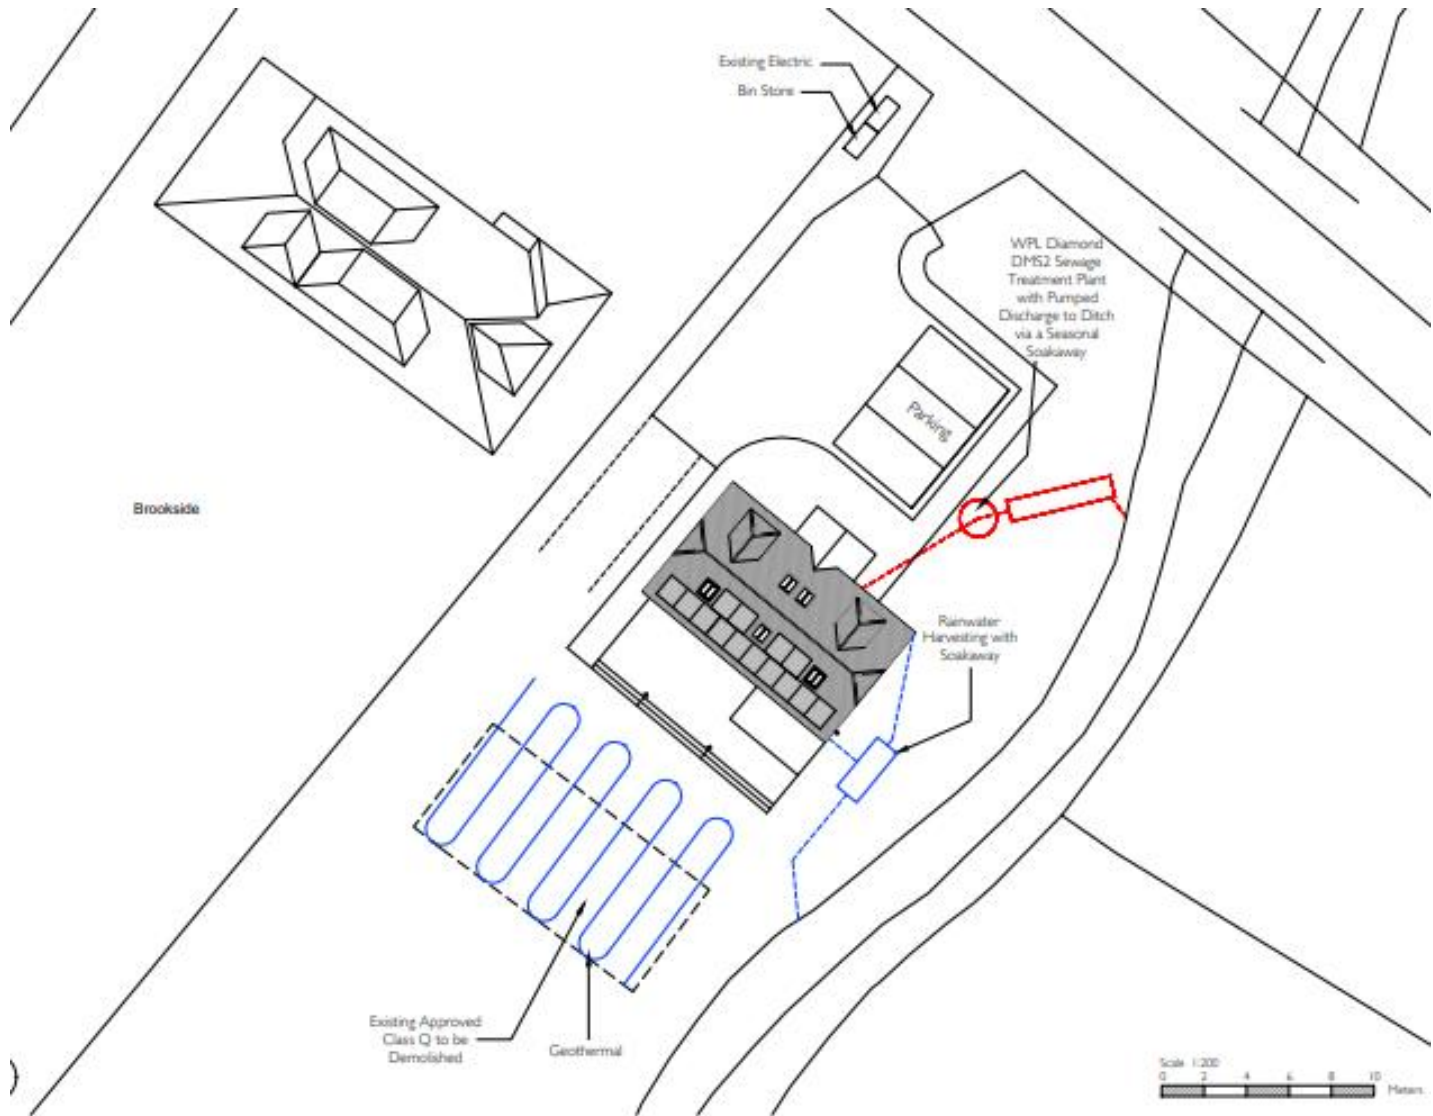 Existing Electric
Bin Store
WPL Diamond
DMS2 Sewage
Treatment Plant
with Pumped
Discharge to Ditch
via a Seasonal
Soakaway
Parking
Brookside
Rainwater
Harvesting with
Soakaway
Existing Approved
Class Q to be
Demolished
Geothermal
Scale 1:200
0 2 4 6 8 10
Meters